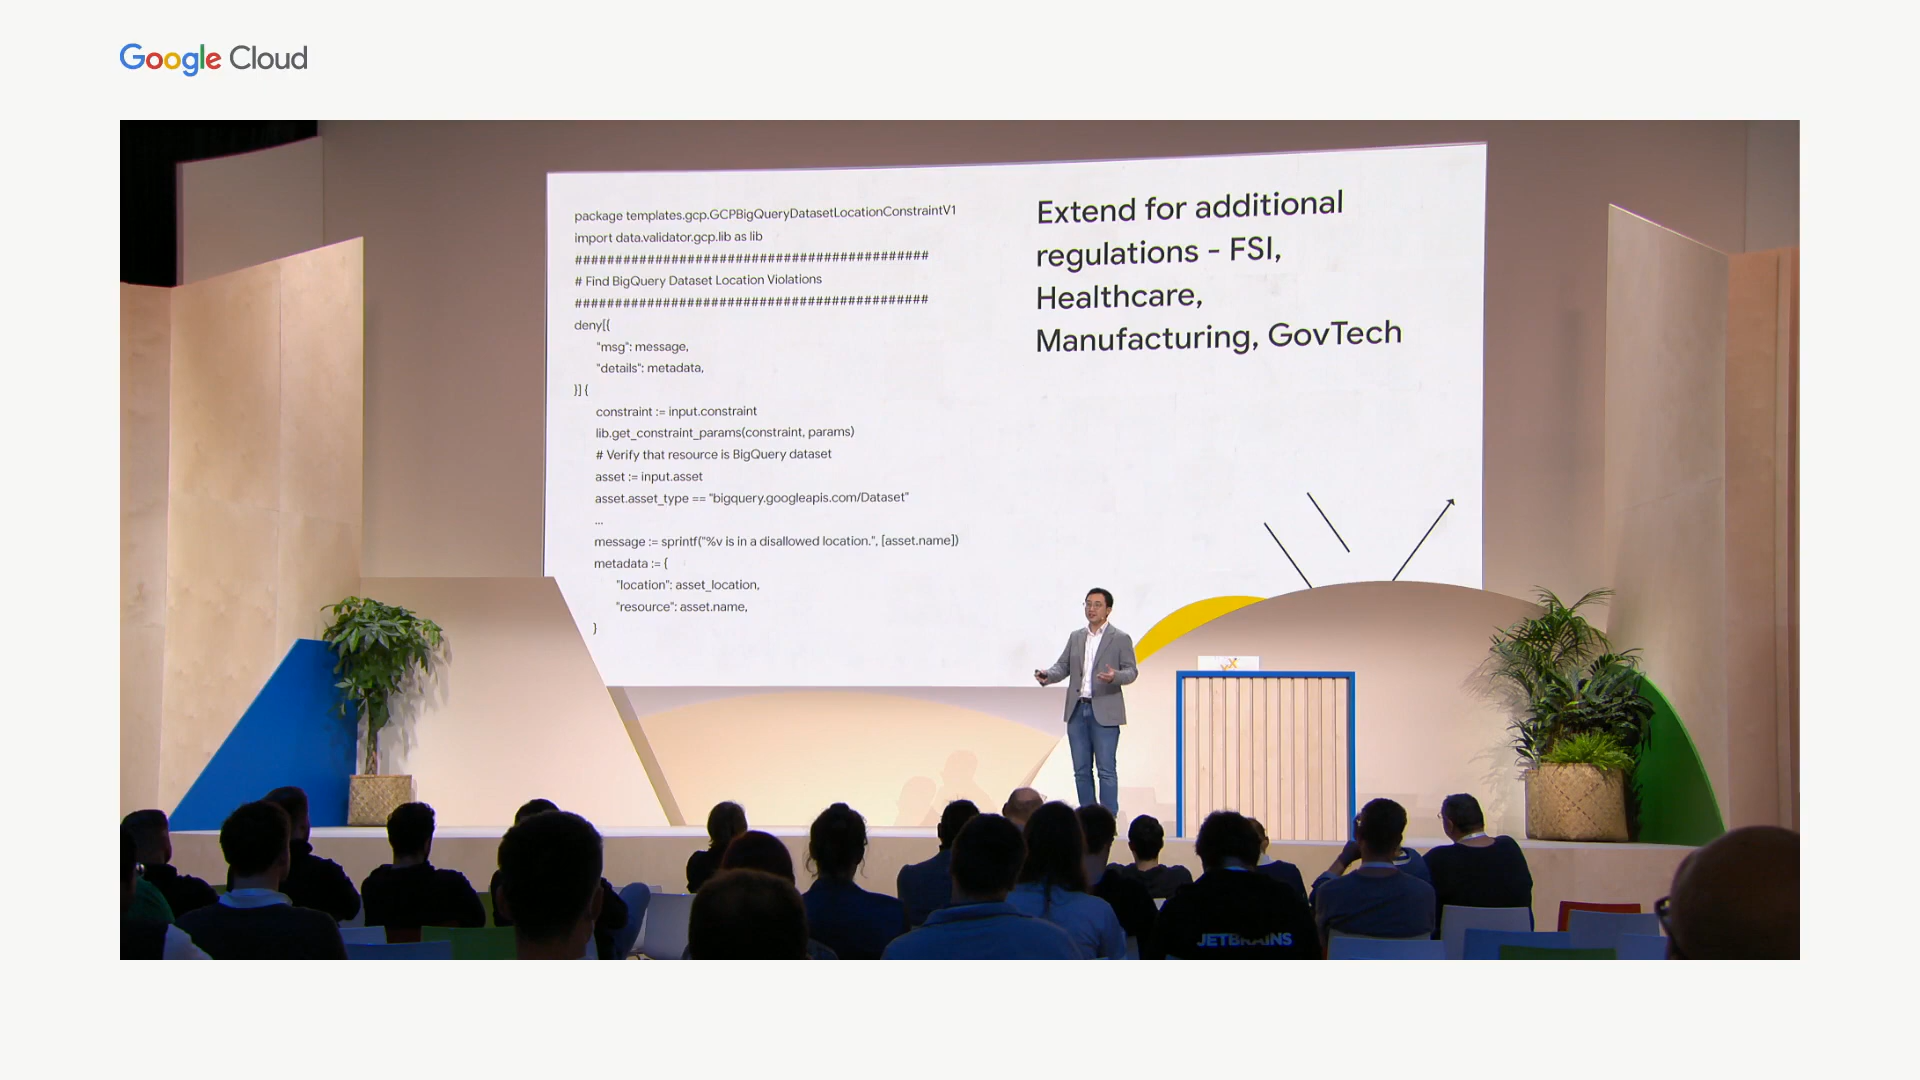 Google Cloud
package templates.gcp.GCPBigQueryDatasetLocationConstraintV1
import data.validator.gcp.lib as lib
############################################
# Find BigQuery Dataset Location Violations
############################################
deny[{
"msg": message,
"details": metadata,
}] {
constraint := input.constraint
lib.get_constraint_params(constraint, params)
# Verify that resource is BigQuery dataset
asset := input.asset
asset.asset_type == "bigquery.googleapis.com/Dataset"
...
message := sprintf("%v is in a disallowed location.", [asset.name])
metadata := {
"location": asset_location,
"resource": asset.name,
}
Extend for additional
regulations - FSI,
Healthcare,
Manufacturing, GovTech
JETBRAINS